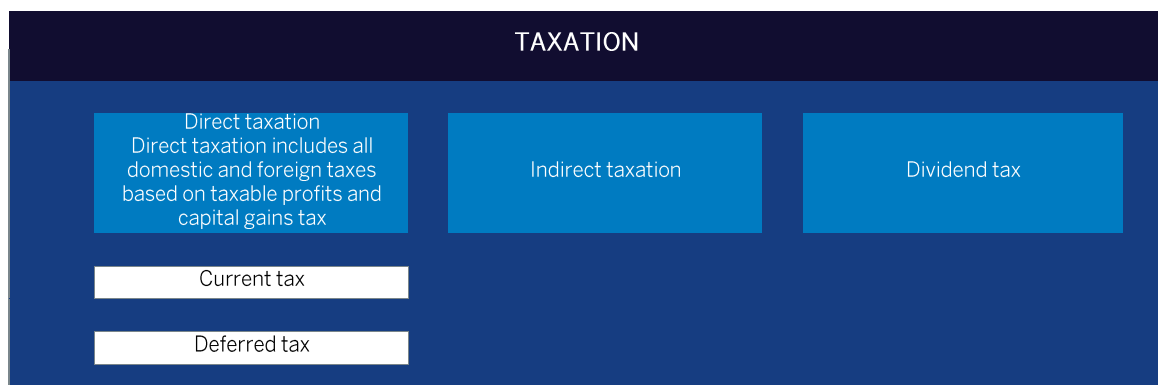 TAXATION
Direct taxation
Direct taxation includes all
domestic and foreign taxes
based on taxable profits and
capital gains tax
Indirect taxation
Dividend tax
Current tax
Deferred tax